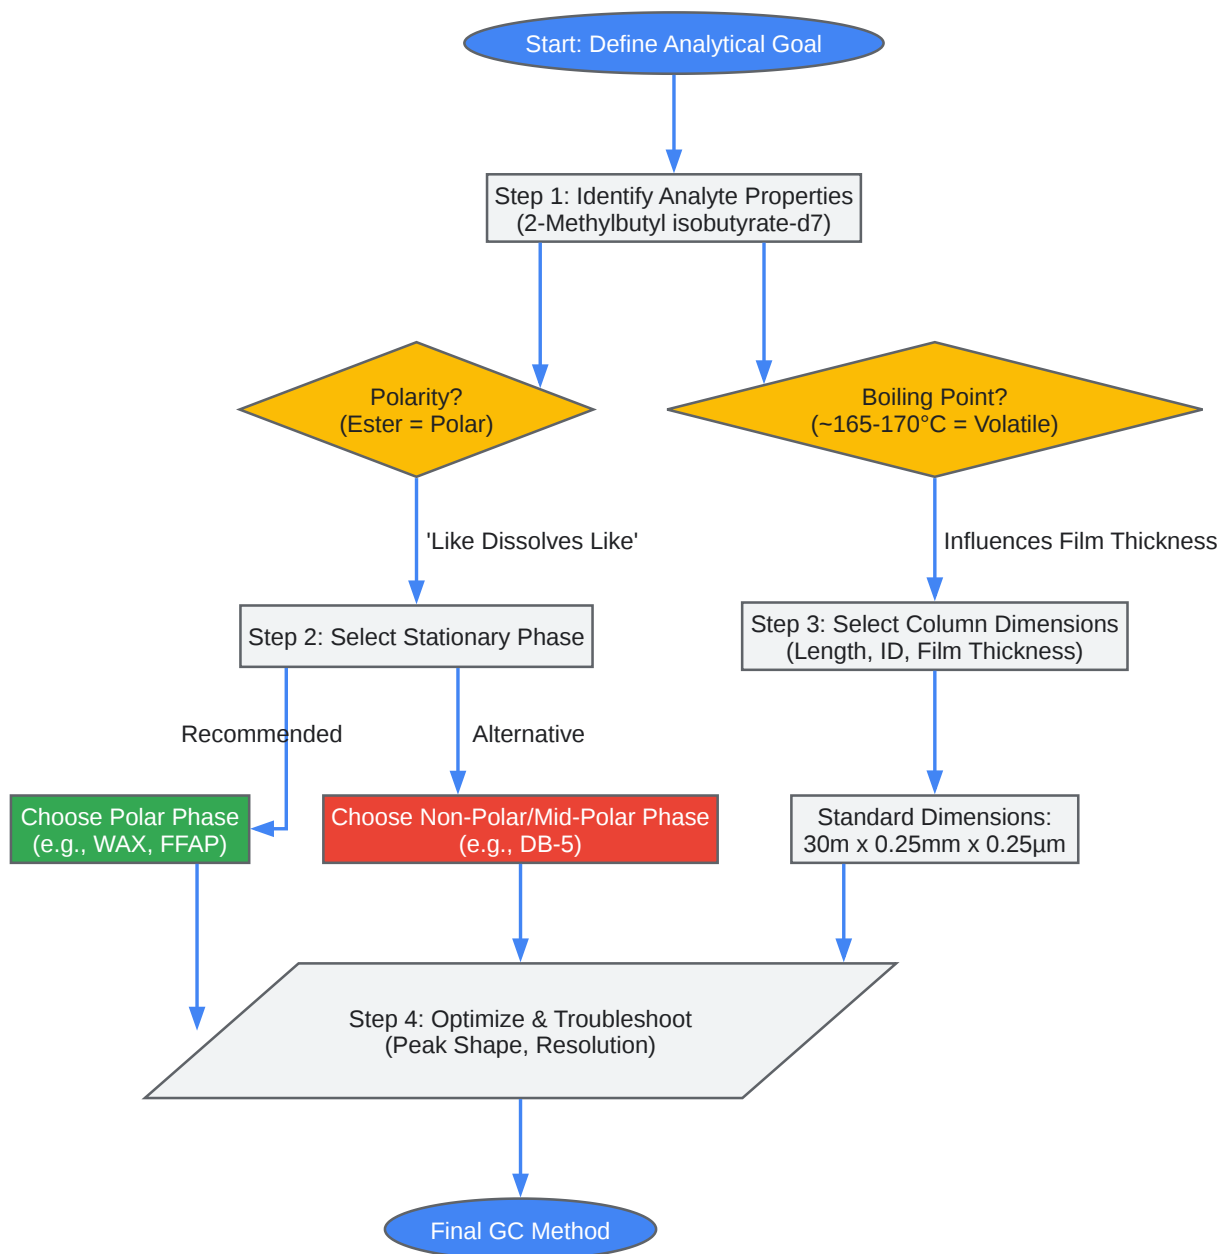 Start: Define Analytical Goal
Step 1: Identify Analyte Properties
(2-Methylbutyl isobutyrate-d7)
Polarity?
(Ester = Polar)
Boiling Point?
(~165-170°C = Volatile)
'Like Dissolves Like'
Influences Film Thickness
Step 2: Select Stationary Phase
Step 3: Select Column Dimensions
(Length, ID, Film Thickness)
Recommended
Alternative
Choose Polar Phase
(e.g., WAX, FFAP)
Choose Non-Polar/Mid-Polar Phase
(e.g., DB-5)
Standard Dimensions:
30m x 0.25mm x 0.25µm
Step 4: Optimize & Troubleshoot
(Peak Shape, Resolution)
Final GC Method